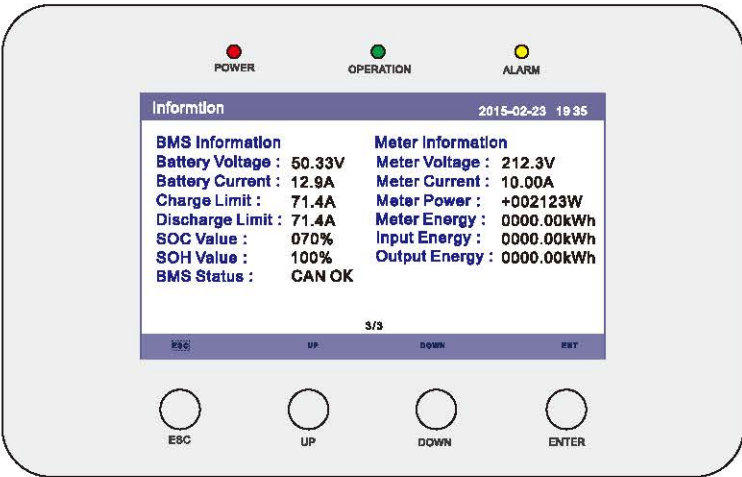 POWER
OPERATION
ALARM
Informtion 2015-02-23 19 35
BMS Information
Battery Voltage : 50.33V
Battery Current : 12.9A
Charge Limit : 71.4A
Discharge Limit : 71.4A
SOC Value : 070%
SOH Value : 100%
BMS Status : CAN OK
Meter Information
Meter Voltage : 212.3V
Meter Current : 10.00A
Meter Power : +002123W
Meter Energy : 0000.00kWh
Input Energy : 0000.00kWh
Output Energy : 0000.00kWh
3/3
ESC UP DOWN ENT
ESC UP DOWN ENTER